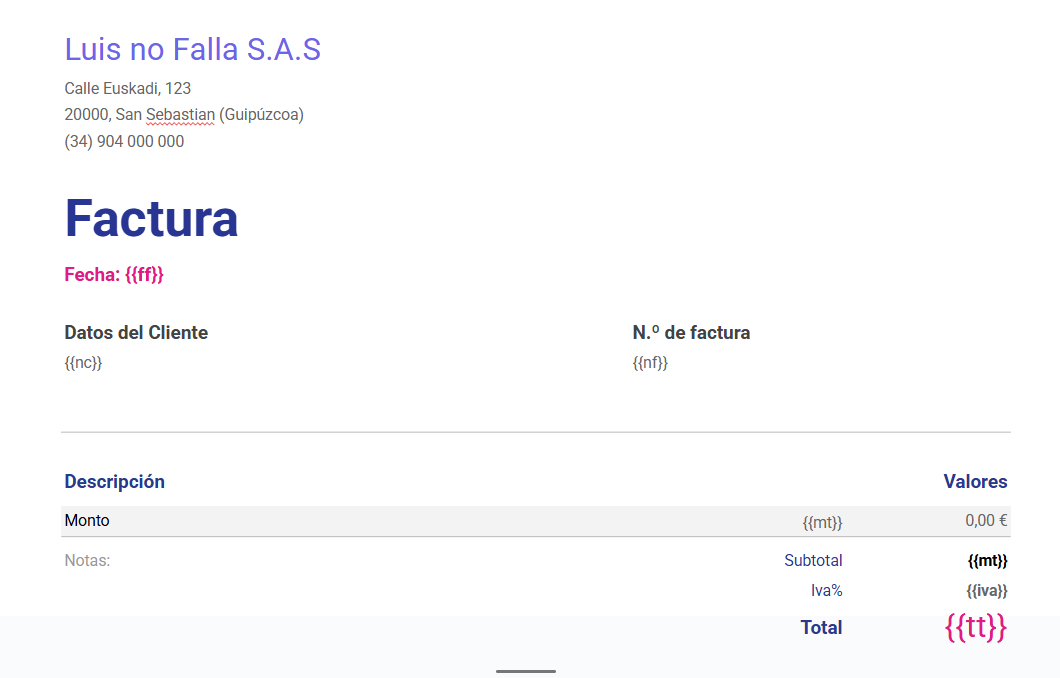 Luis no Falla S.A.S
Calle Euskadi, 123
20000, San Sebastian (Guipúzcoa)
(34) 904 000 000
Factura
Fecha: {{ff}}
Datos del Cliente N.º de factura
{{nc}} {{nf}}
Descripción Valores
Monto {{mt}} 0,00 €
Notas: Subtotal {{mt}}
Iva% {{iva}}
Total {{tt}}